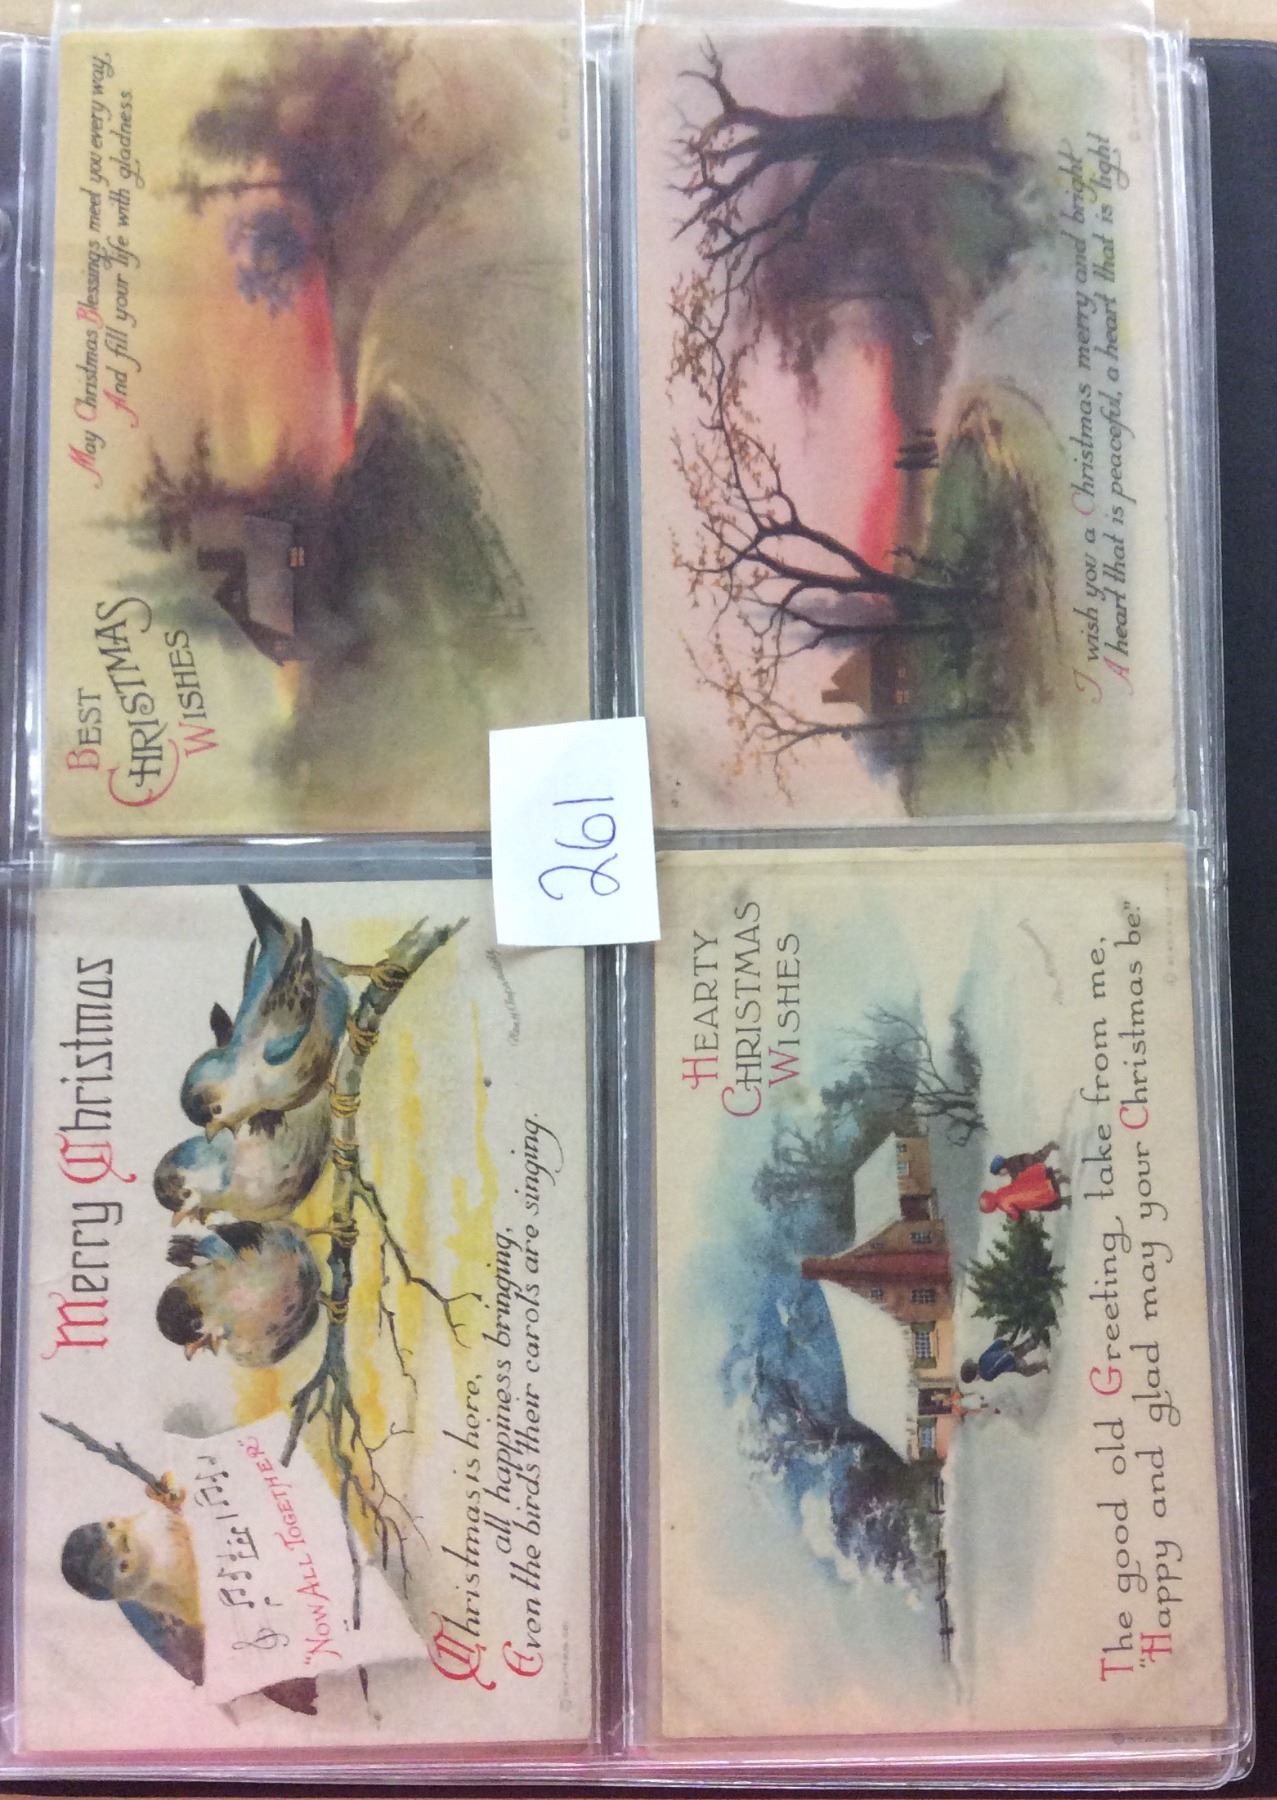 Merry Christmas
"NOW ALL TOGETHER"
Christmas is here,
all happiness bringing,
Even the birds their carols are singing.
BEST
CHRISTMAS
WISHES
May Christmas Blessings meet you every way,
And fill your life with gladness.
261
HEARTY
CHRISTMAS
WISHES
The good old Greeting, take from me,
"Happy and glad may your Christmas be."
I wish you a Christmas merry and bright
A heart that is peaceful, a heart that is light